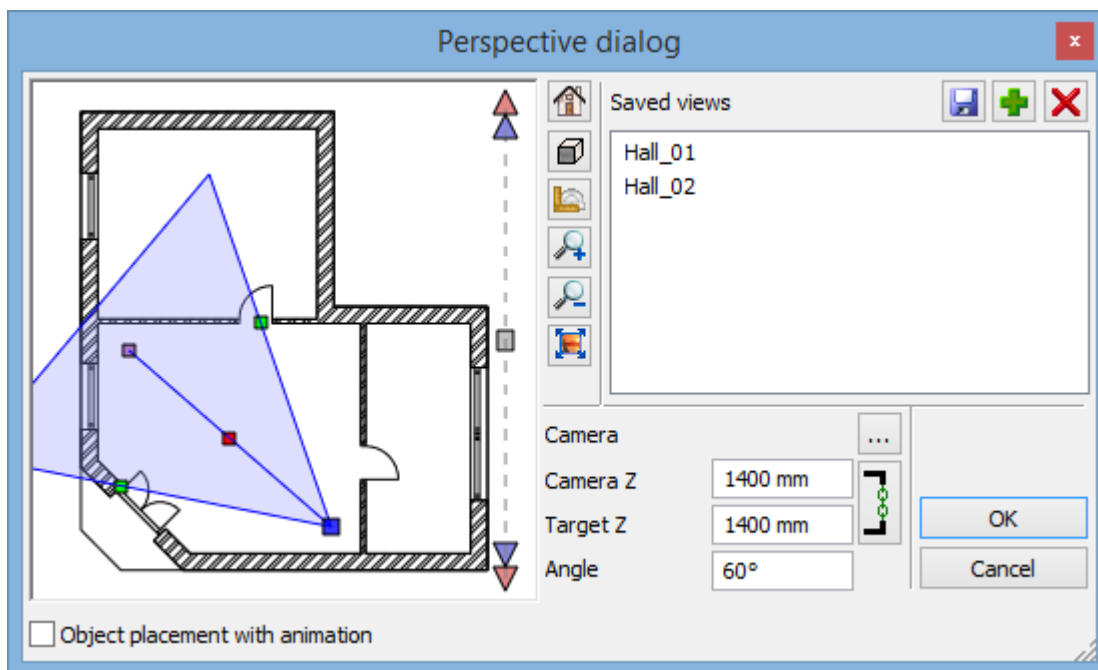 Perspective dialog
x
Saved views
Hall_01
Hall_02
Camera
...
Camera Z 1400 mm
Target Z 1400 mm
Angle 60°
OK
Cancel
Object placement with animation